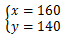 x = 160
y = 140